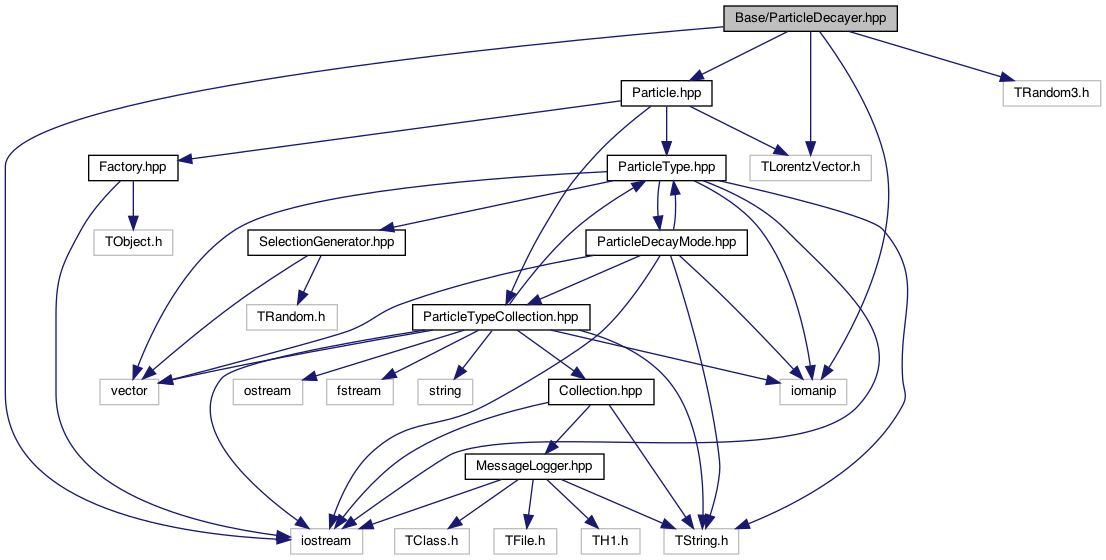 Base/ParticleDecayer.hpp
Particle.hpp
TRandom3.h
Factory.hpp
ParticleType.hpp
TLorentzVector.h
TObject.h
SelectionGenerator.hpp
ParticleDecayMode.hpp
TRandom.h
ParticleTypeCollection.hpp
vector
ostream
fstream
string
Collection.hpp
iomanip
MessageLogger.hpp
iostream
TClass.h
TFile.h
TH1.h
TString.h